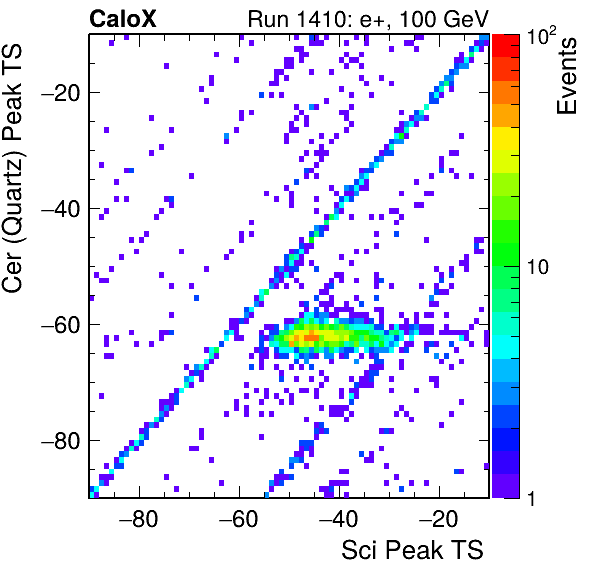 CaloX
Run 1410: e+, 100 GeV
Cer (Quartz) Peak TS
−20
−40
−60
−80
−80
−60
−40
−20
Sci Peak TS
10²
10
1
Events